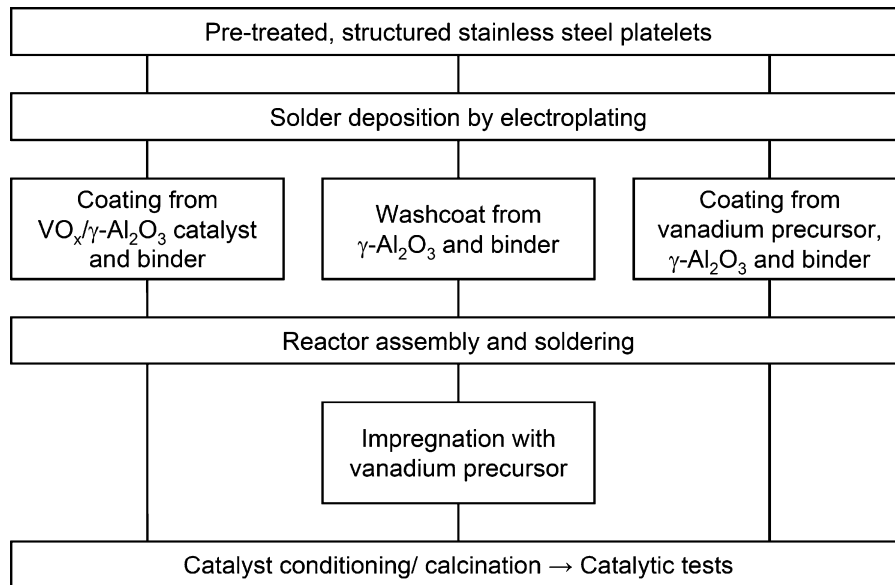 Pre-treated, structured stainless steel platelets
Solder deposition by electroplating
Coating from
VOₓ/γ-Al₂O₃ catalyst
and binder
Washcoat from
γ-Al₂O₃ and binder
Coating from
vanadium precursor,
γ-Al₂O₃ and binder
Reactor assembly and soldering
Impregnation with
vanadium precursor
Catalyst conditioning/ calcination → Catalytic tests